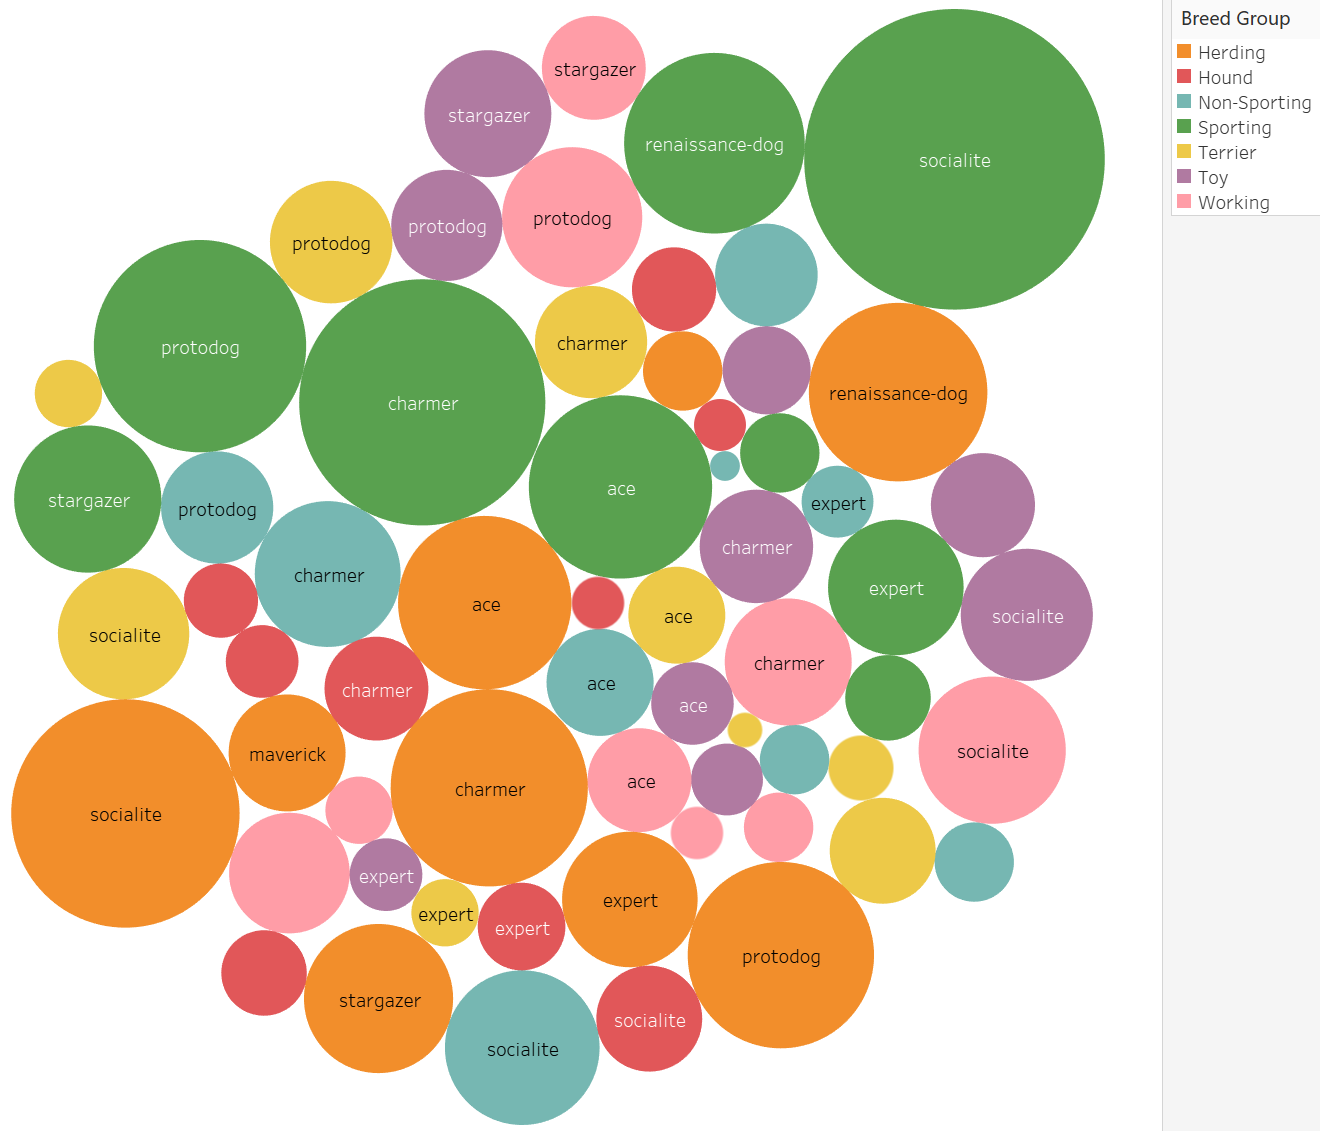 Breed Group
Herding
Hound
Non-Sporting
Sporting
Terrier
Toy
Working
stargazer
stargazer
renaissance-dog
socialite
protodog
protodog
protodog
protodog
charmer
charmer
renaissance-dog
stargazer
protodog
ace
expert
charmer
charmer
ace
ace
expert
socialite
socialite
charmer
ace
ace
charmer
socialite
maverick
socialite
charmer
ace
expert
expert
expert
expert
protodog
stargazer
socialite
socialite